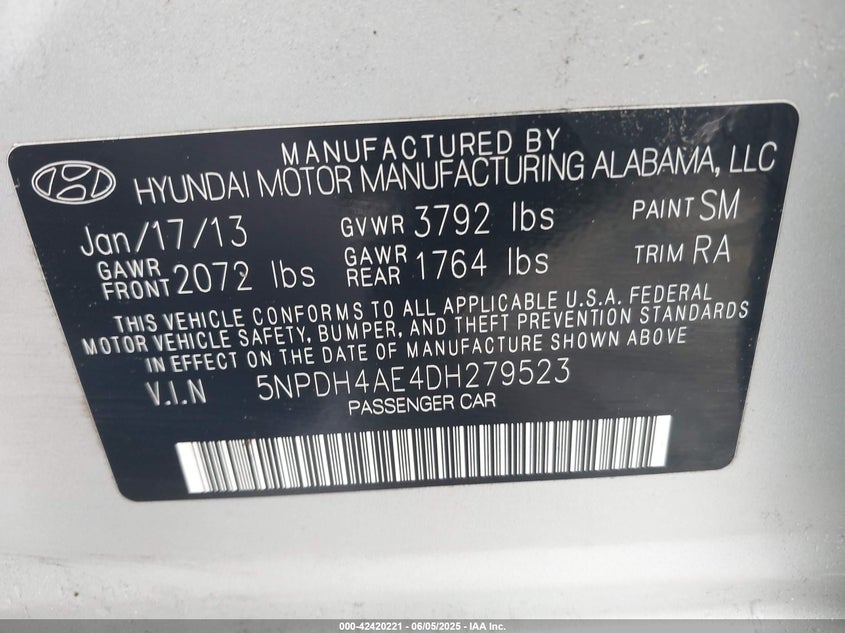 MANUFACTURED BY
HYUNDAI MOTOR MANUFACTURING ALABAMA, LLC
Jan/17/13 GVWR 3792 lbs PAINT SM
GAWR FRONT 2072 lbs GAWR REAR 1764 lbs TRIM RA
THIS VEHICLE CONFORMS TO ALL APPLICABLE U.S.A. FEDERAL
MOTOR VEHICLE SAFETY, BUMPER, AND THEFT PREVENTION STANDARDS
IN EFFECT ON THE DATE OF MANUFACTURE SHOWN ABOVE
V.I.N 5NPDH4AE4DH279523
PASSENGER CAR
000-42420221 - 06/05/2025 - IAA Inc.